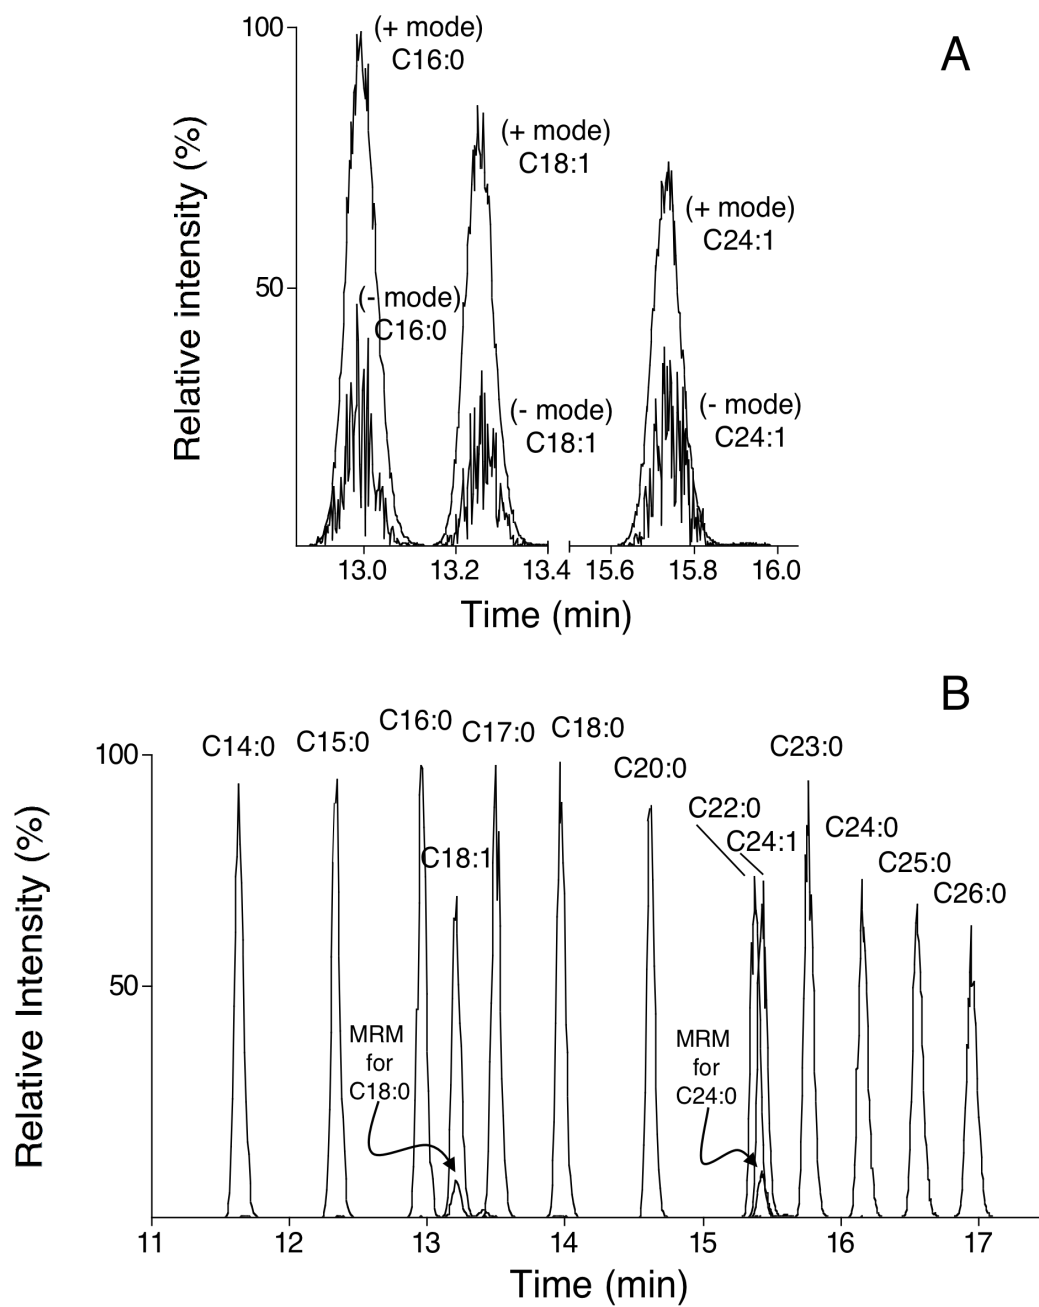 A
100
(+ mode)
C16:0
(+ mode)
C18:1
(+ mode)
C24:1
Relative intensity (%)
50
(- mode)
C16:0
(- mode)
C18:1
(- mode)
C24:1
13.0 13.2 13.4 15.6 15.8 16.0
Time (min)
B
C14:0 C15:0 C16:0 C17:0 C18:0 C23:0
100
C20:0
C22:0
C24:1
C24:0
C18:1
C25:0
C26:0
Relative Intensity (%)
50
MRM
for
C18:0
MRM
for
C24:0
11 12 13 14 15 16 17
Time (min)